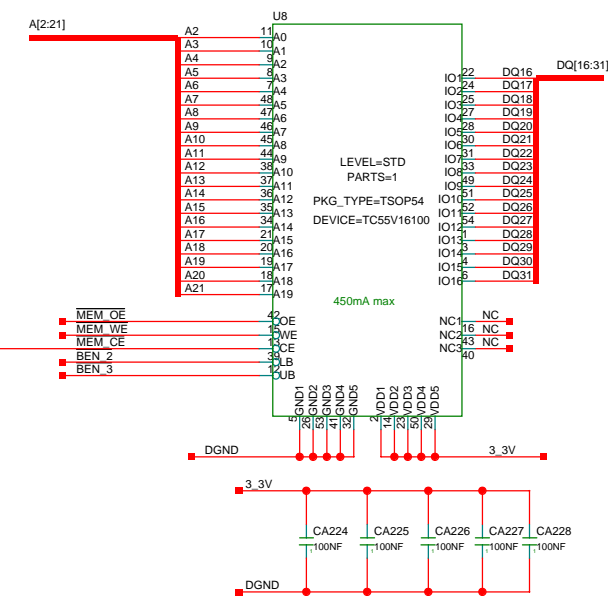 U8
A[2:21]
A2 11 A0
A3 10 A1
A4 9 A2
A5 8 A3
A6 7 A4
A7 48 A5
A8 47 A6
A9 46 A7
A10 45 A8
A11 44 A9
A12 38 A10
A13 37 A11
A14 36 A12
A15 35 A13
A16 34 A14
A17 21 A15
A18 20 A16
A19 19 A17
A20 18 A18
A21 17 A19
DQ[16:31]
IO1 22 DQ16
IO2 24 DQ17
IO3 25 DQ18
IO4 27 DQ19
IO5 28 DQ20
IO6 30 DQ21
IO7 31 DQ22
IO8 33 DQ23
IO9 49 DQ24
IO10 51 DQ25
IO11 52 DQ26
IO12 54 DQ27
IO13 1 DQ28
IO14 3 DQ29
IO15 4 DQ30
IO16 6 DQ31
LEVEL=STD
PARTS=1
PKG_TYPE=TSOP54
DEVICE=TC55V16100
450mA max
MEM_OE 42 OE
MEM_WE 15 WE
MEM_CE 13 CE
BEN_2 39 LB
BEN_3 12 UB
NC1 16 NC
NC2 43 NC
NC3 40 NC
GND1 GND2 GND3 GND4 GND5
5 26 53 41 32
VDD1 VDD2 VDD3 VDD4 VDD5
2 14 23 50 29
DGND
3_3V
3_3V
CA224 CA225 CA226 CA227 CA228
100NF 100NF 100NF 100NF 100NF
1 1 1 1 1
DGND